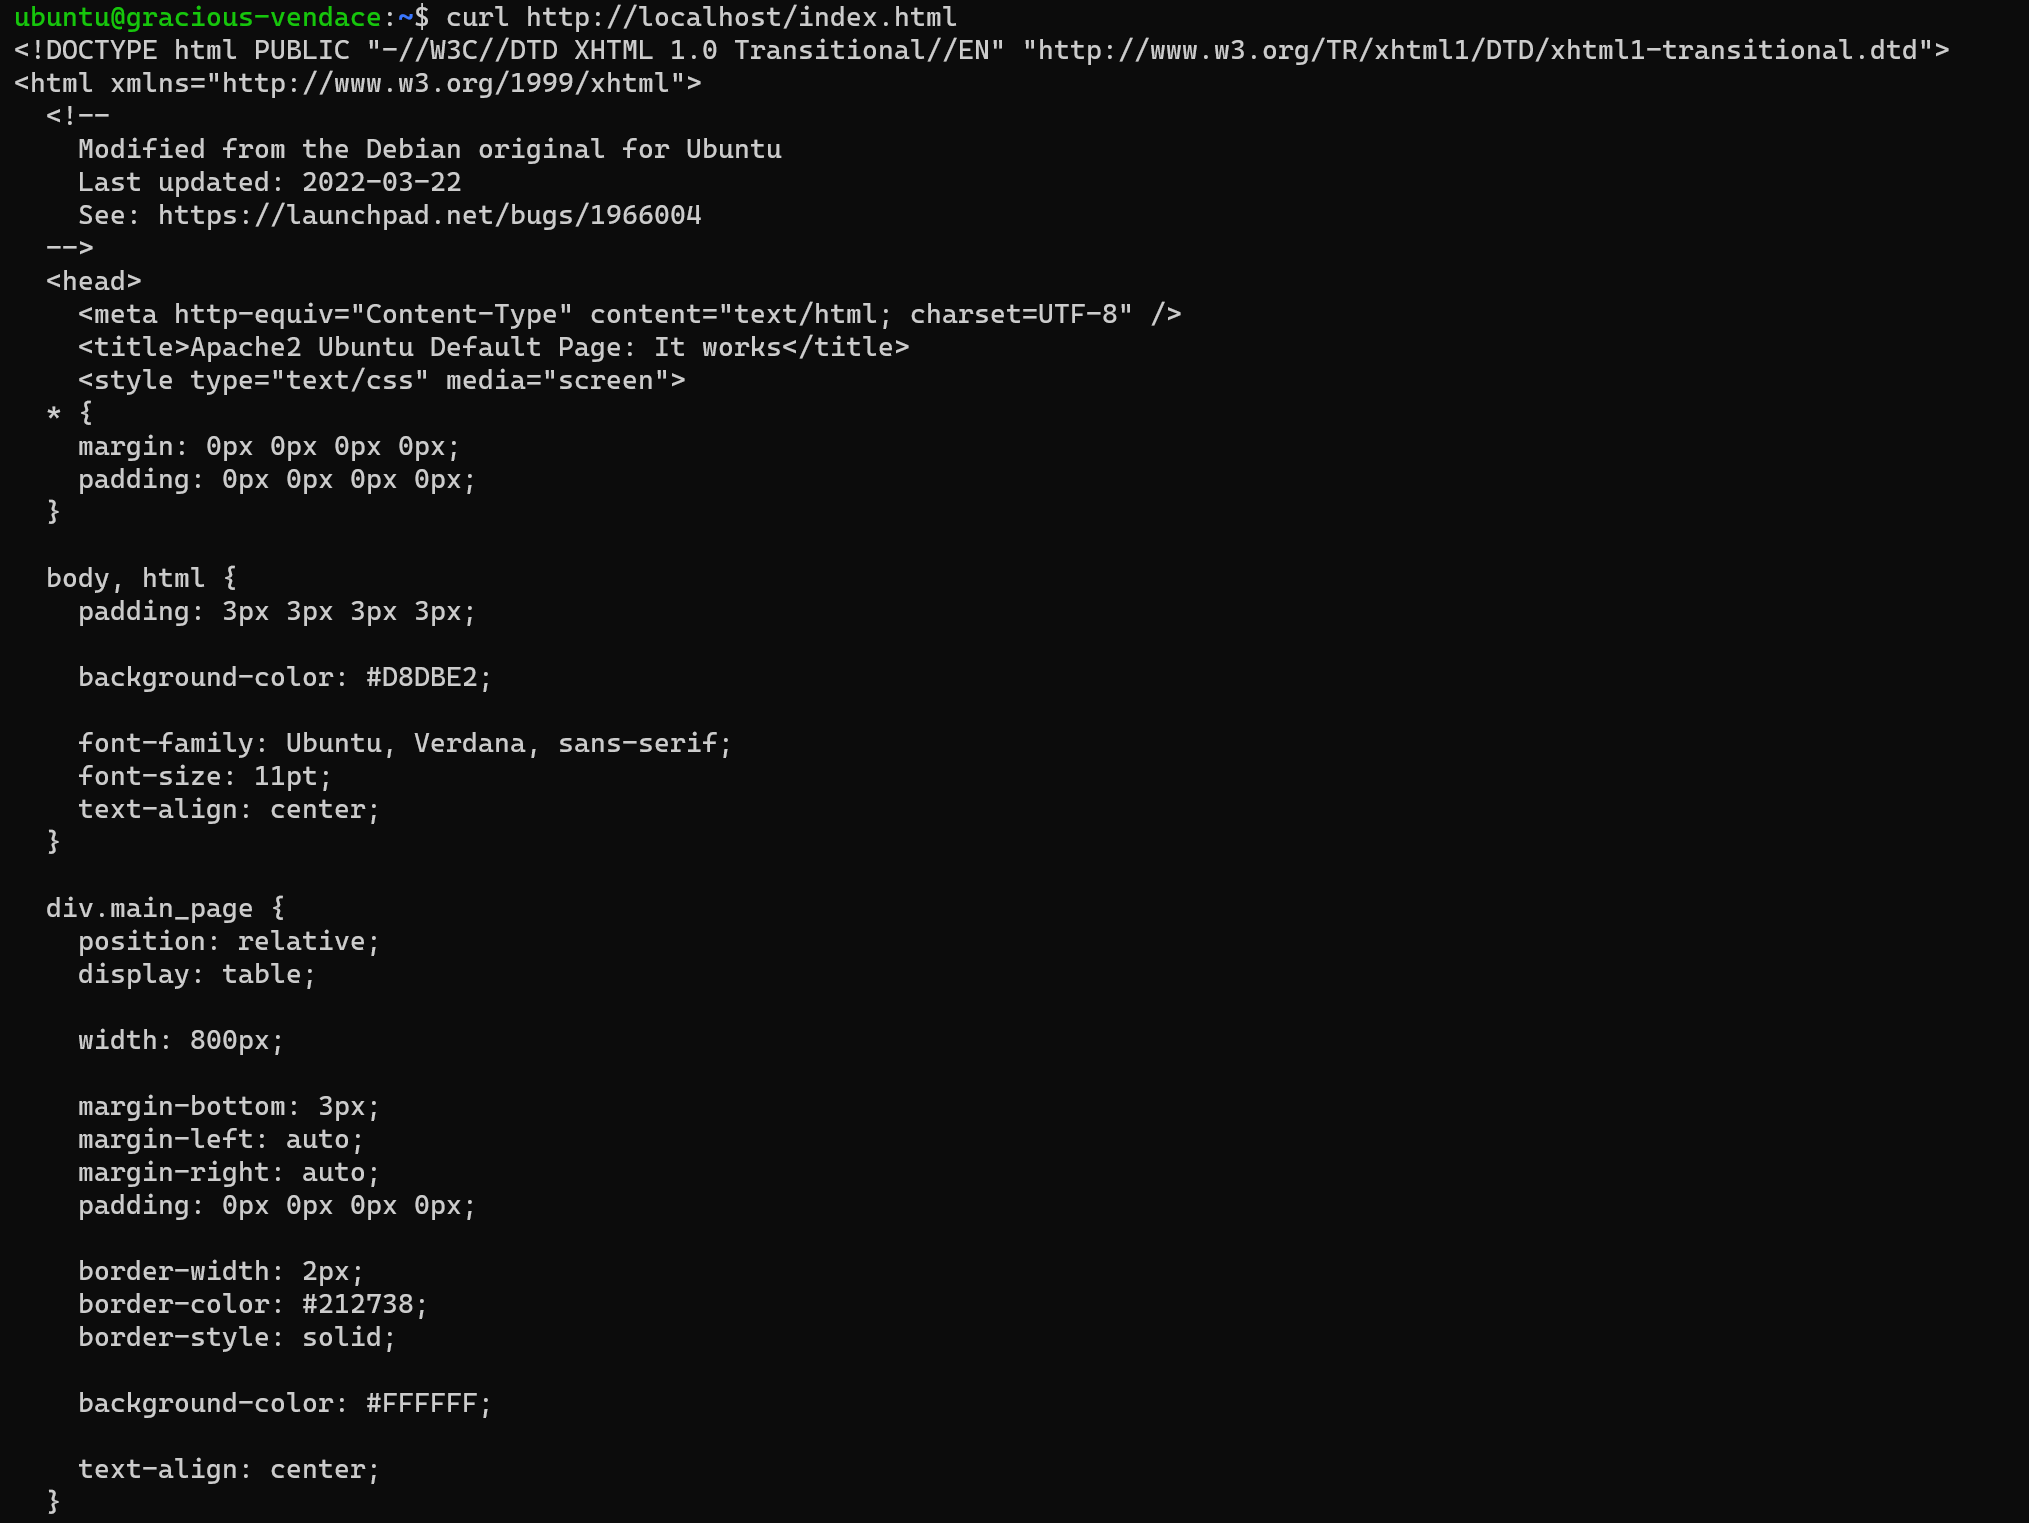 ubuntu@gracious-vendace:~$ curl http://localhost/index.html
<!DOCTYPE html PUBLIC "-//W3C//DTD XHTML 1.0 Transitional//EN" "http://www.w3.org/TR/xhtml1/DTD/xhtml1-transitional.dtd">
<html xmlns="http://www.w3.org/1999/xhtml">
  <!--
    Modified from the Debian original for Ubuntu
    Last updated: 2022-03-22
    See: https://launchpad.net/bugs/1966004
  -->
  <head>
    <meta http-equiv="Content-Type" content="text/html; charset=UTF-8" />
    <title>Apache2 Ubuntu Default Page: It works</title>
    <style type="text/css" media="screen">
  * {
    margin: 0px 0px 0px 0px;
    padding: 0px 0px 0px 0px;
  }

  body, html {
    padding: 3px 3px 3px 3px;

    background-color: #D8DBE2;

    font-family: Ubuntu, Verdana, sans-serif;
    font-size: 11pt;
    text-align: center;
  }

  div.main_page {
    position: relative;
    display: table;

    width: 800px;

    margin-bottom: 3px;
    margin-left: auto;
    margin-right: auto;
    padding: 0px 0px 0px 0px;

    border-width: 2px;
    border-color: #212738;
    border-style: solid;

    background-color: #FFFFFF;

    text-align: center;
  }